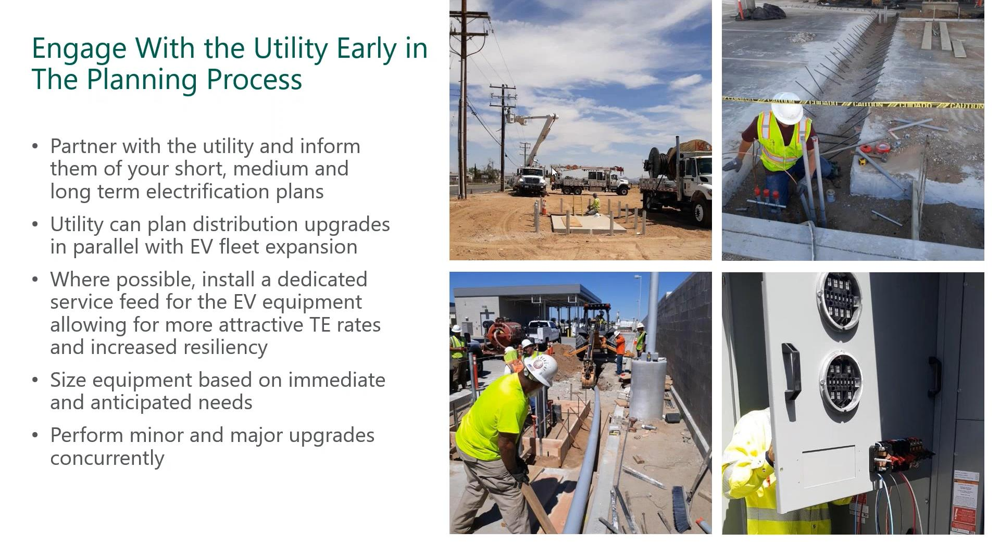 Engage With the Utility Early in
The Planning Process
• Partner with the utility and inform
them of your short, medium and
long term electrification plans
• Utility can plan distribution upgrades
in parallel with EV fleet expansion
• Where possible, install a dedicated
service feed for the EV equipment
allowing for more attractive TE rates
and increased resiliency
• Size equipment based on immediate
and anticipated needs
• Perform minor and major upgrades
concurrently
CAUTION CUIDADO CAUTION